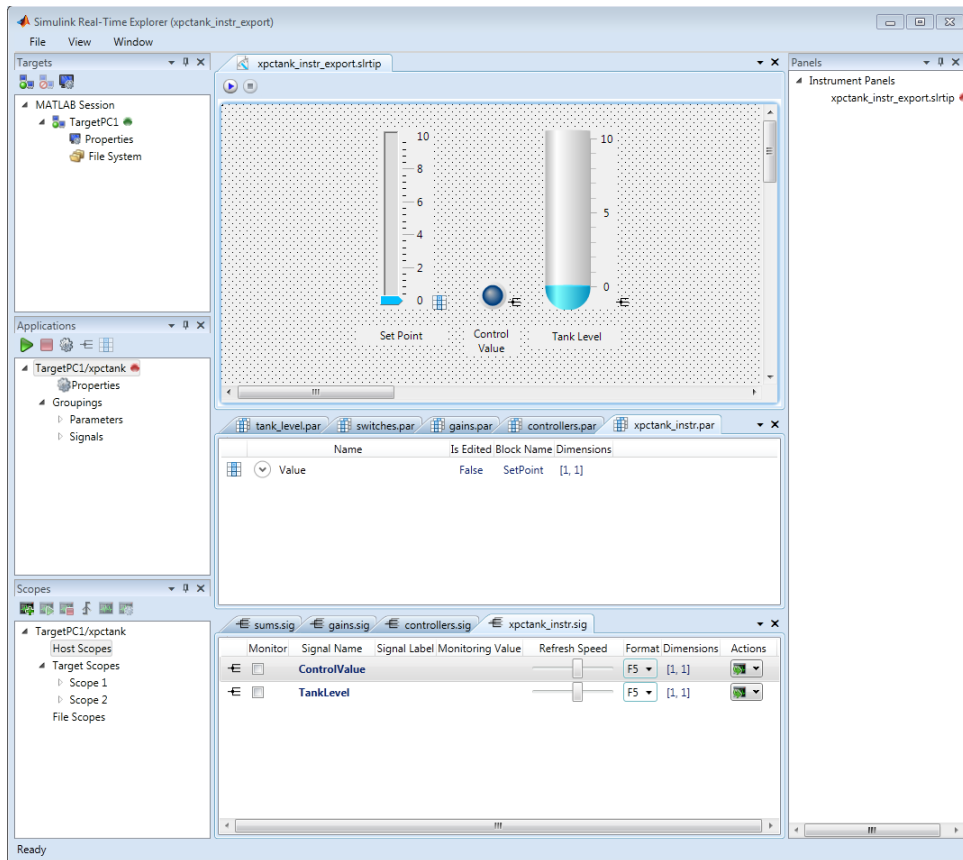 Simulink Real-Time Explorer (xpctank_instr_export)
File View Window
Targets
MATLAB Session
TargetPC1
Properties
File System
Applications
TargetPC1/xpctank
Properties
Groupings
Parameters
Signals
Scopes
TargetPC1/xpctank
Host Scopes
Target Scopes
Scope 1
Scope 2
File Scopes
xpctank_instr_export.slrtip
10
8
6
4
2
0
Set Point
Control
Value
10
5
0
Tank Level
tank_level.par switches.par gains.par controllers.par xpctank_instr.par
Name Is Edited Block Name Dimensions
Value False SetPoint [1, 1]
sums.sig gains.sig controllers.sig xpctank_instr.sig
Monitor Signal Name Signal Label Monitoring Value Refresh Speed Format Dimensions Actions
ControlValue F5 [1, 1]
TankLevel F5 [1, 1]
Panels
Instrument Panels
xpctank_instr_export.slrtip
Ready